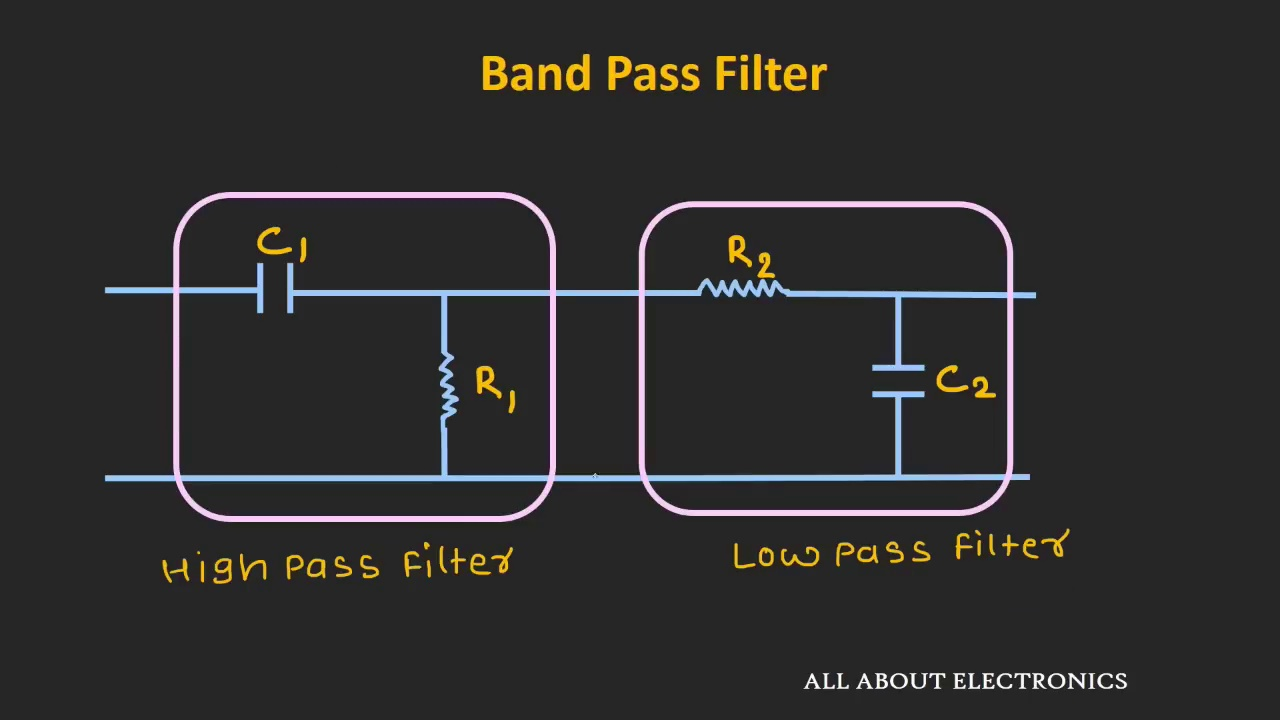 Band Pass Filter
C1
R2
R1
C2
High Pass Filter
Low Pass Filter
ALL ABOUT ELECTRONICS